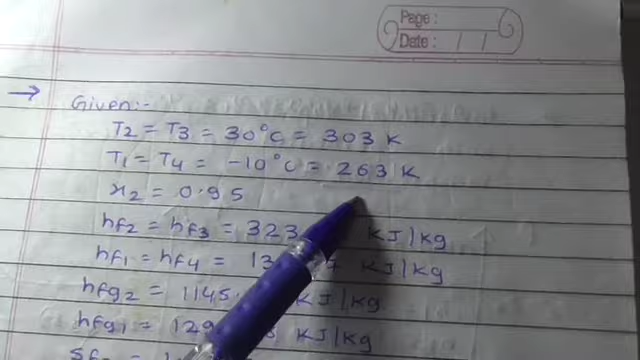 Page :
Date : / /
→ Given:-
T2 = T3 = 30°C = 303 K
T1 = T4 = -10°C = 263 K
x2 = 0.95
hf2 = hf3 = 323 KJ/kg
hf1 = hf4 = KJ/kg
hfg2 = 1145. KJ/kg
hfg1 = KJ/kg